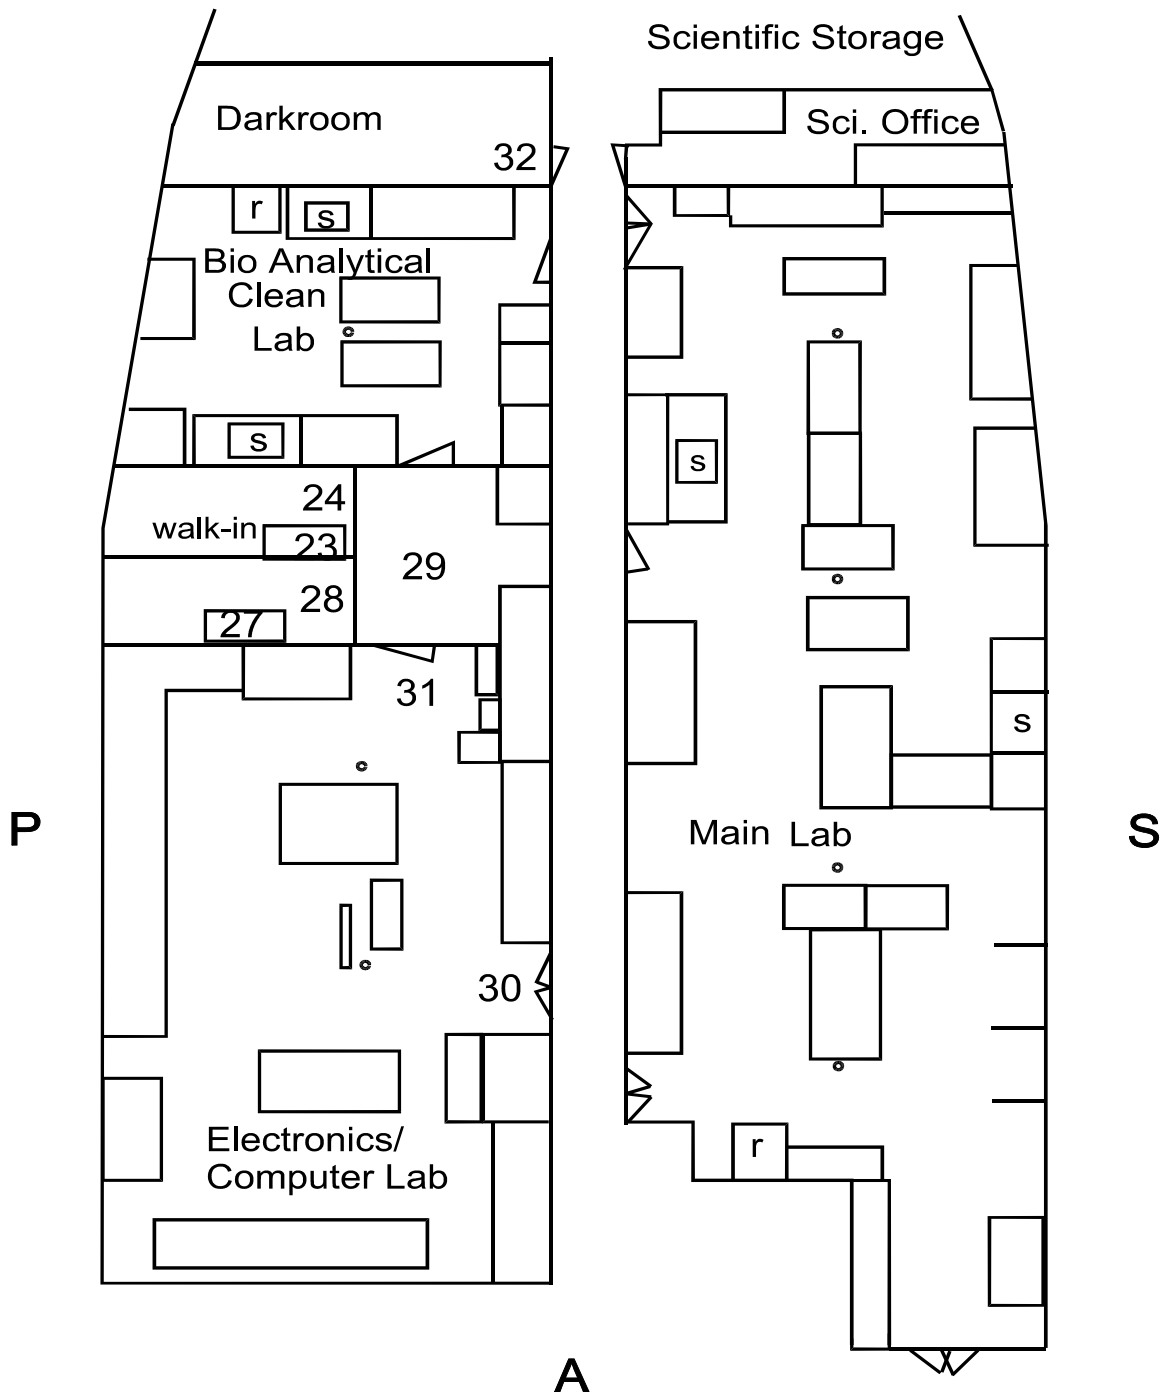 Scientific Storage
Darkroom
Sci. Office
32
r
s
Bio Analytical
Clean
Lab
s
s
24
walk-in
23
29
28
27
31
s
P
Main Lab
S
30
Electronics/
Computer Lab
r
A